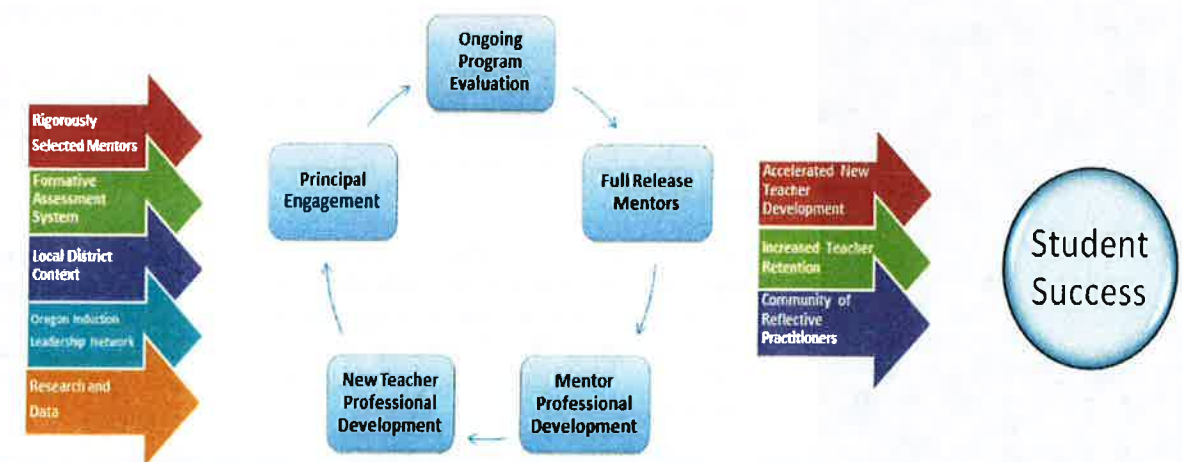 Rigorously
Selected Mentors
Formative
Assessment
System
Local District
Context
Oregon Induction
Leadership Network
Research and
Data
Ongoing
Program
Evaluation
Principal
Engagement
Full Release
Mentors
New Teacher
Professional
Development
Mentor
Professional
Development
Accelerated New
Teacher
Development
Increased Teacher
Retention
Community of
Reflective
Practitioners
Student
Success